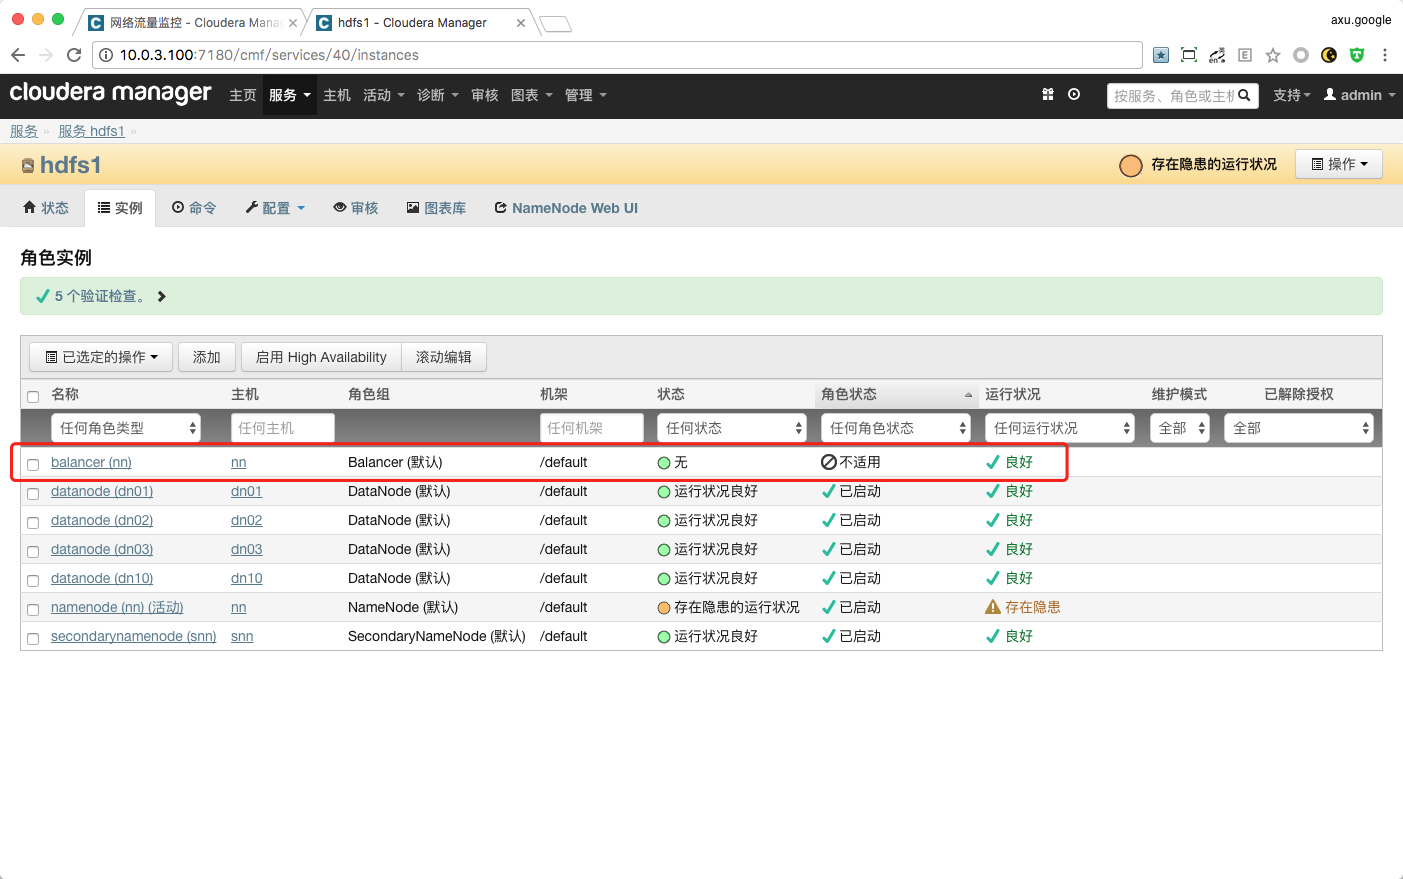 axu.google
网络流量监控 - Cloudera Mana
hdfs1 - Cloudera Manager
10.0.3.100:7180/cmf/services/40/instances
cloudera manager 主页 服务 主机 活动 诊断 审核 图表 管理 按服务、角色或主机 支持 admin
服务 » 服务 hdfs1 »
hdfs1 存在隐患的运行状况 操作
状态 实例 命令 配置 审核 图表库 NameNode Web UI
角色实例
5 个验证检查。
已选定的操作 添加 启用 High Availability 滚动编辑
名称 主机 角色组 机架 状态 角色状态 运行状况 维护模式 已解除授权
任何角色类型 任何主机 任何机架 任何状态 任何角色状态 任何运行状况 全部 全部
balancer (nn) nn Balancer (默认) /default 无 不适用 良好
datanode (dn01) dn01 DataNode (默认) /default 运行状况良好 已启动 良好
datanode (dn02) dn02 DataNode (默认) /default 运行状况良好 已启动 良好
datanode (dn03) dn03 DataNode (默认) /default 运行状况良好 已启动 良好
datanode (dn10) dn10 DataNode (默认) /default 运行状况良好 已启动 良好
namenode (nn) (活动) nn NameNode (默认) /default 存在隐患的运行状况 已启动 存在隐患
secondarynamenode (snn) snn SecondaryNameNode (默认) /default 运行状况良好 已启动 良好